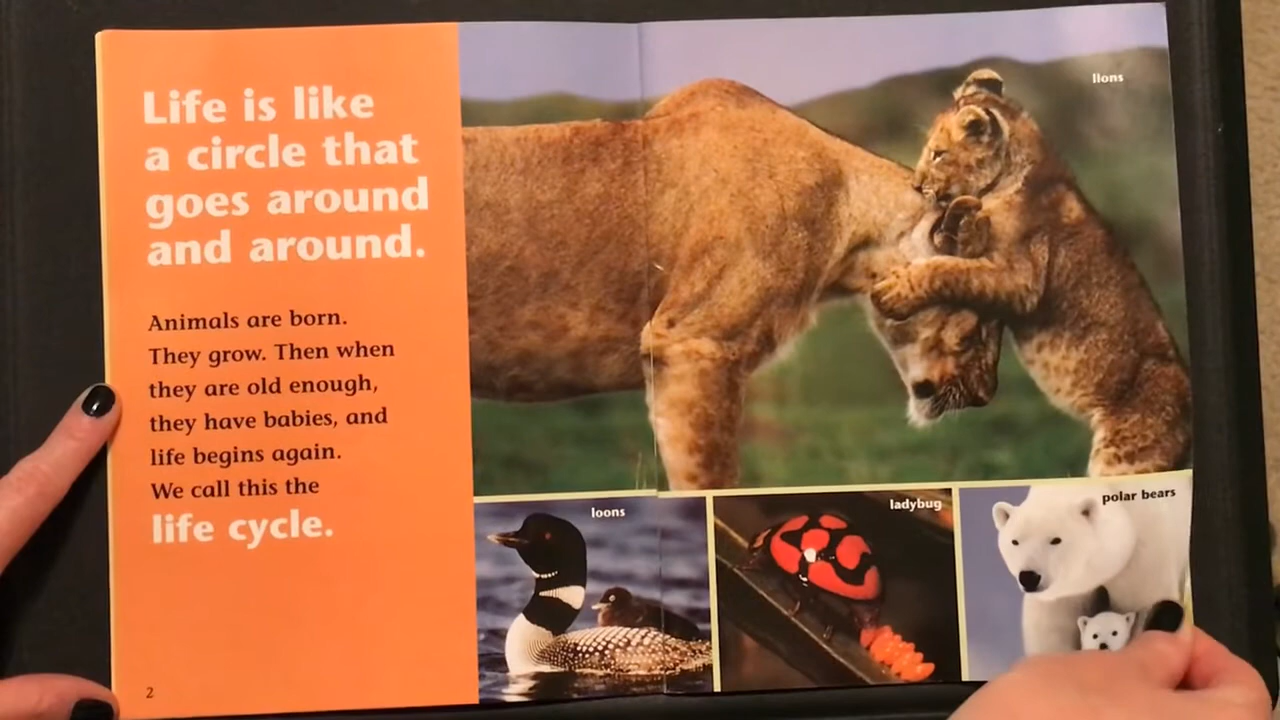 Life is like
a circle that
goes around
and around.
Animals are born.
They grow. Then when
they are old enough,
they have babies, and
life begins again.
We call this the
life cycle.
2
lions
loons
ladybug
polar bears